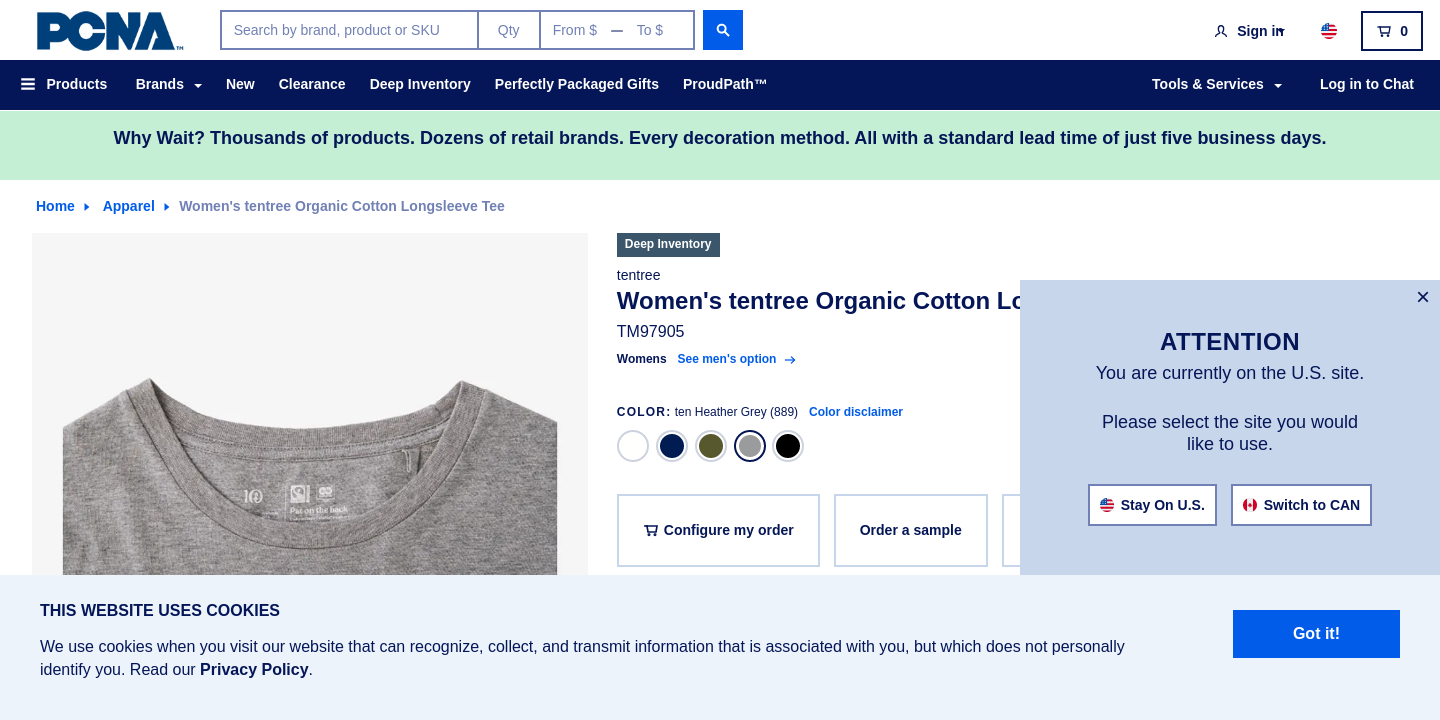 PCNA™
Search by brand, product or SKU
Qty
From $
To $
Sign in
0
Products
Brands
New
Clearance
Deep Inventory
Perfectly Packaged Gifts
ProudPath™
Tools & Services
Log in to Chat
Why Wait? Thousands of products. Dozens of retail brands. Every decoration method. All with a standard lead time of just five business days.
Home
Apparel
Women's tentree Organic Cotton Longsleeve Tee
Deep Inventory
tentree
Women's tentree Organic Cotton Lo
TM97905
Womens See men's option
COLOR: ten Heather Grey (889) Color disclaimer
Configure my order
Order a sample
Pat on the back
×
ATTENTION
You are currently on the U.S. site.
Please select the site you would
like to use.
Stay On U.S.
Switch to CAN
THIS WEBSITE USES COOKIES
We use cookies when you visit our website that can recognize, collect, and transmit information that is associated with you, but which does not personally
identify you. Read our Privacy Policy.
Got it!